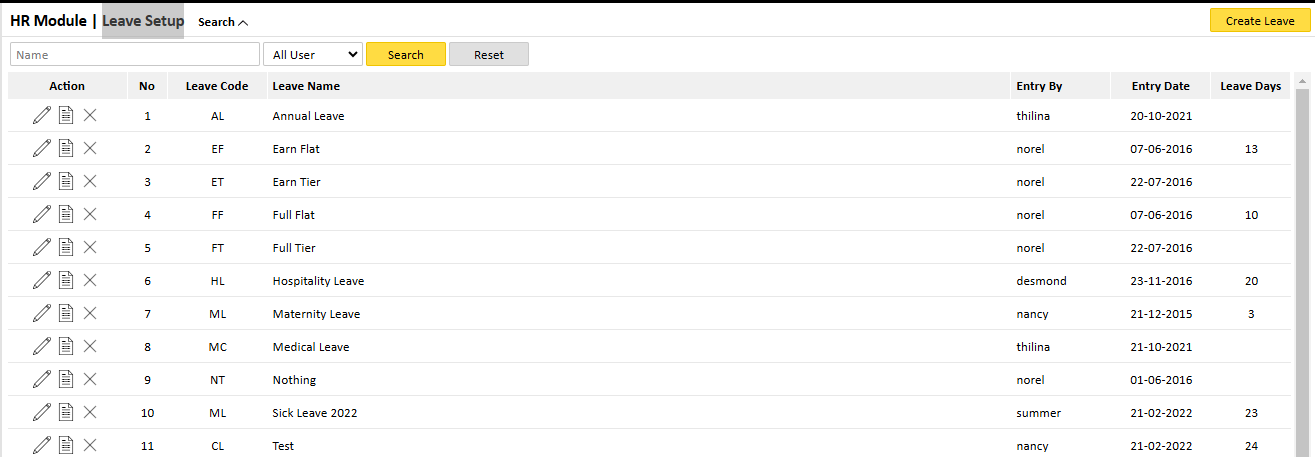 HR Module | Leave Setup Search Create Leave
Name All User Search Reset
Action No Leave Code Leave Name Entry By Entry Date Leave Days
1 AL Annual Leave thilina 20-10-2021
2 EF Earn Flat norel 07-06-2016 13
3 ET Earn Tier norel 22-07-2016
4 FF Full Flat norel 07-06-2016 10
5 FT Full Tier norel 22-07-2016
6 HL Hospitality Leave desmond 23-11-2016 20
7 ML Maternity Leave nancy 21-12-2015 3
8 MC Medical Leave thilina 21-10-2021
9 NT Nothing norel 01-06-2016
10 ML Sick Leave 2022 summer 21-02-2022 23
11 CL Test nancy 21-02-2022 24